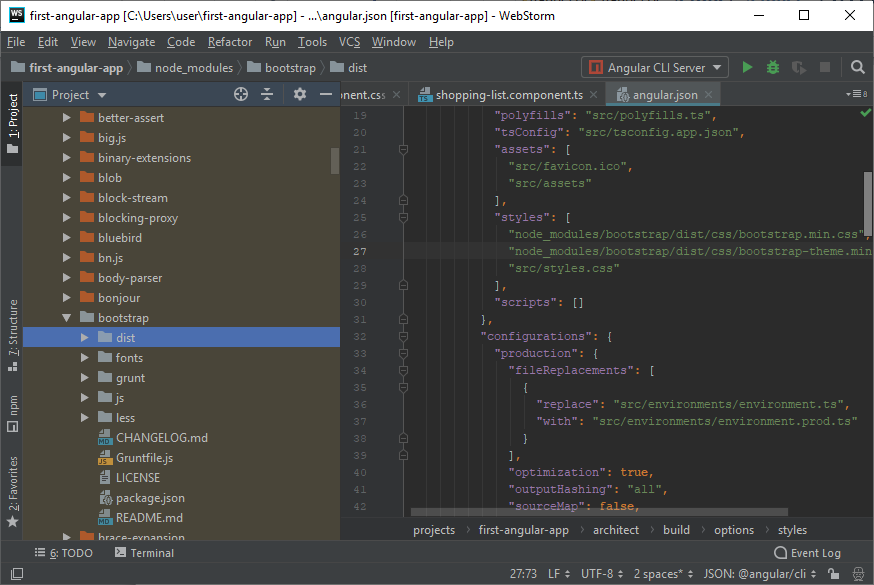 WS first-angular-app [C:\Users\user\first-angular-app] - ...\angular.json [first-angular-app] - WebStorm
File Edit View Navigate Code Refactor Run Tools VCS Window Help
first-angular-app node_modules bootstrap dist Angular CLI Server
1: Project
7: Structure
npm
2: Favorites
Project
better-assert
big.js
binary-extensions
blob
block-stream
blocking-proxy
bluebird
bn.js
body-parser
bonjour
bootstrap
dist
fonts
grunt
js
less
MD CHANGELOG.md
JS Gruntfile.js
LICENSE
package.json
MD README.md
brace-expansion
nent.css TS shopping-list.component.ts angular.json 8
19 "polyfills": "src/polyfills.ts",
20 "tsConfig": "src/tsconfig.app.json",
21 "assets": [
22 "src/favicon.ico",
23 "src/assets"
24 ],
25 "styles": [
26 "node_modules/bootstrap/dist/css/bootstrap.min.css",
27 "node_modules/bootstrap/dist/css/bootstrap-theme.min
28 "src/styles.css"
29 ],
30 "scripts": []
31 },
32 "configurations": {
33 "production": {
34 "fileReplacements": [
35 {
36 "replace": "src/environments/environment.ts",
37 "with": "src/environments/environment.prod.ts"
38 }
39 ],
40 "optimization": true,
41 "outputHashing": "all",
42 "sourceMap": false,
projects first-angular-app architect build options styles
6: TODO Terminal Event Log
27:73 LF UTF-8 2 spaces* JSON: @angular/cli